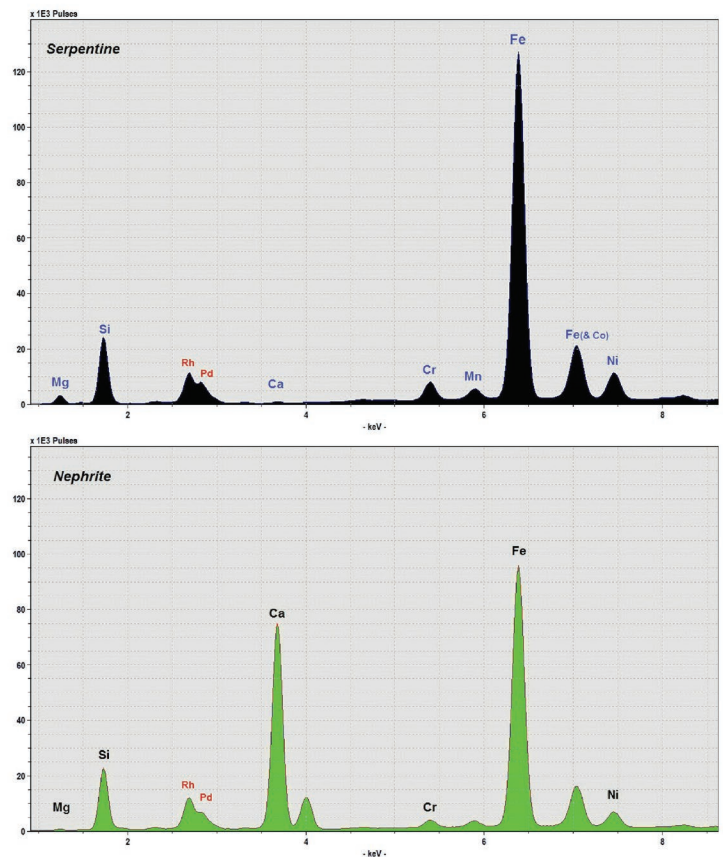 x 1E3 Pulses
Serpentine
Fe
120
100
80
60
40
20
0
Mg
Si
Rh
Pd
Ca
Cr
Mn
Fe(& Co)
Ni
2 4 6 8
- keV -
x 1E3 Pulses
Nephrite
Fe
120
100
80
60
40
20
0
Mg
Si
Rh
Pd
Ca
Cr
Ni
2 4 6 8
- keV -